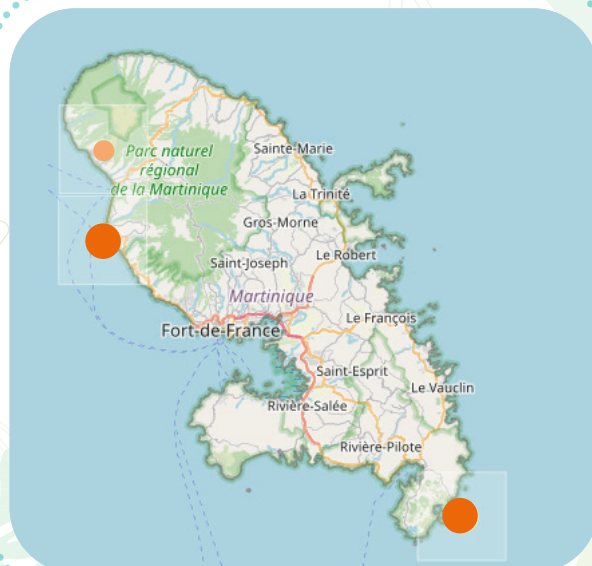 Sainte-Marie
Parc naturel
régional
de la Martinique
La Trinité
Gros-Morne
Le Robert
Saint-Joseph
Martinique
Le François
Fort-de-France
Saint-Esprit
Le Vauclin
Rivière-Salée
Rivière-Pilote